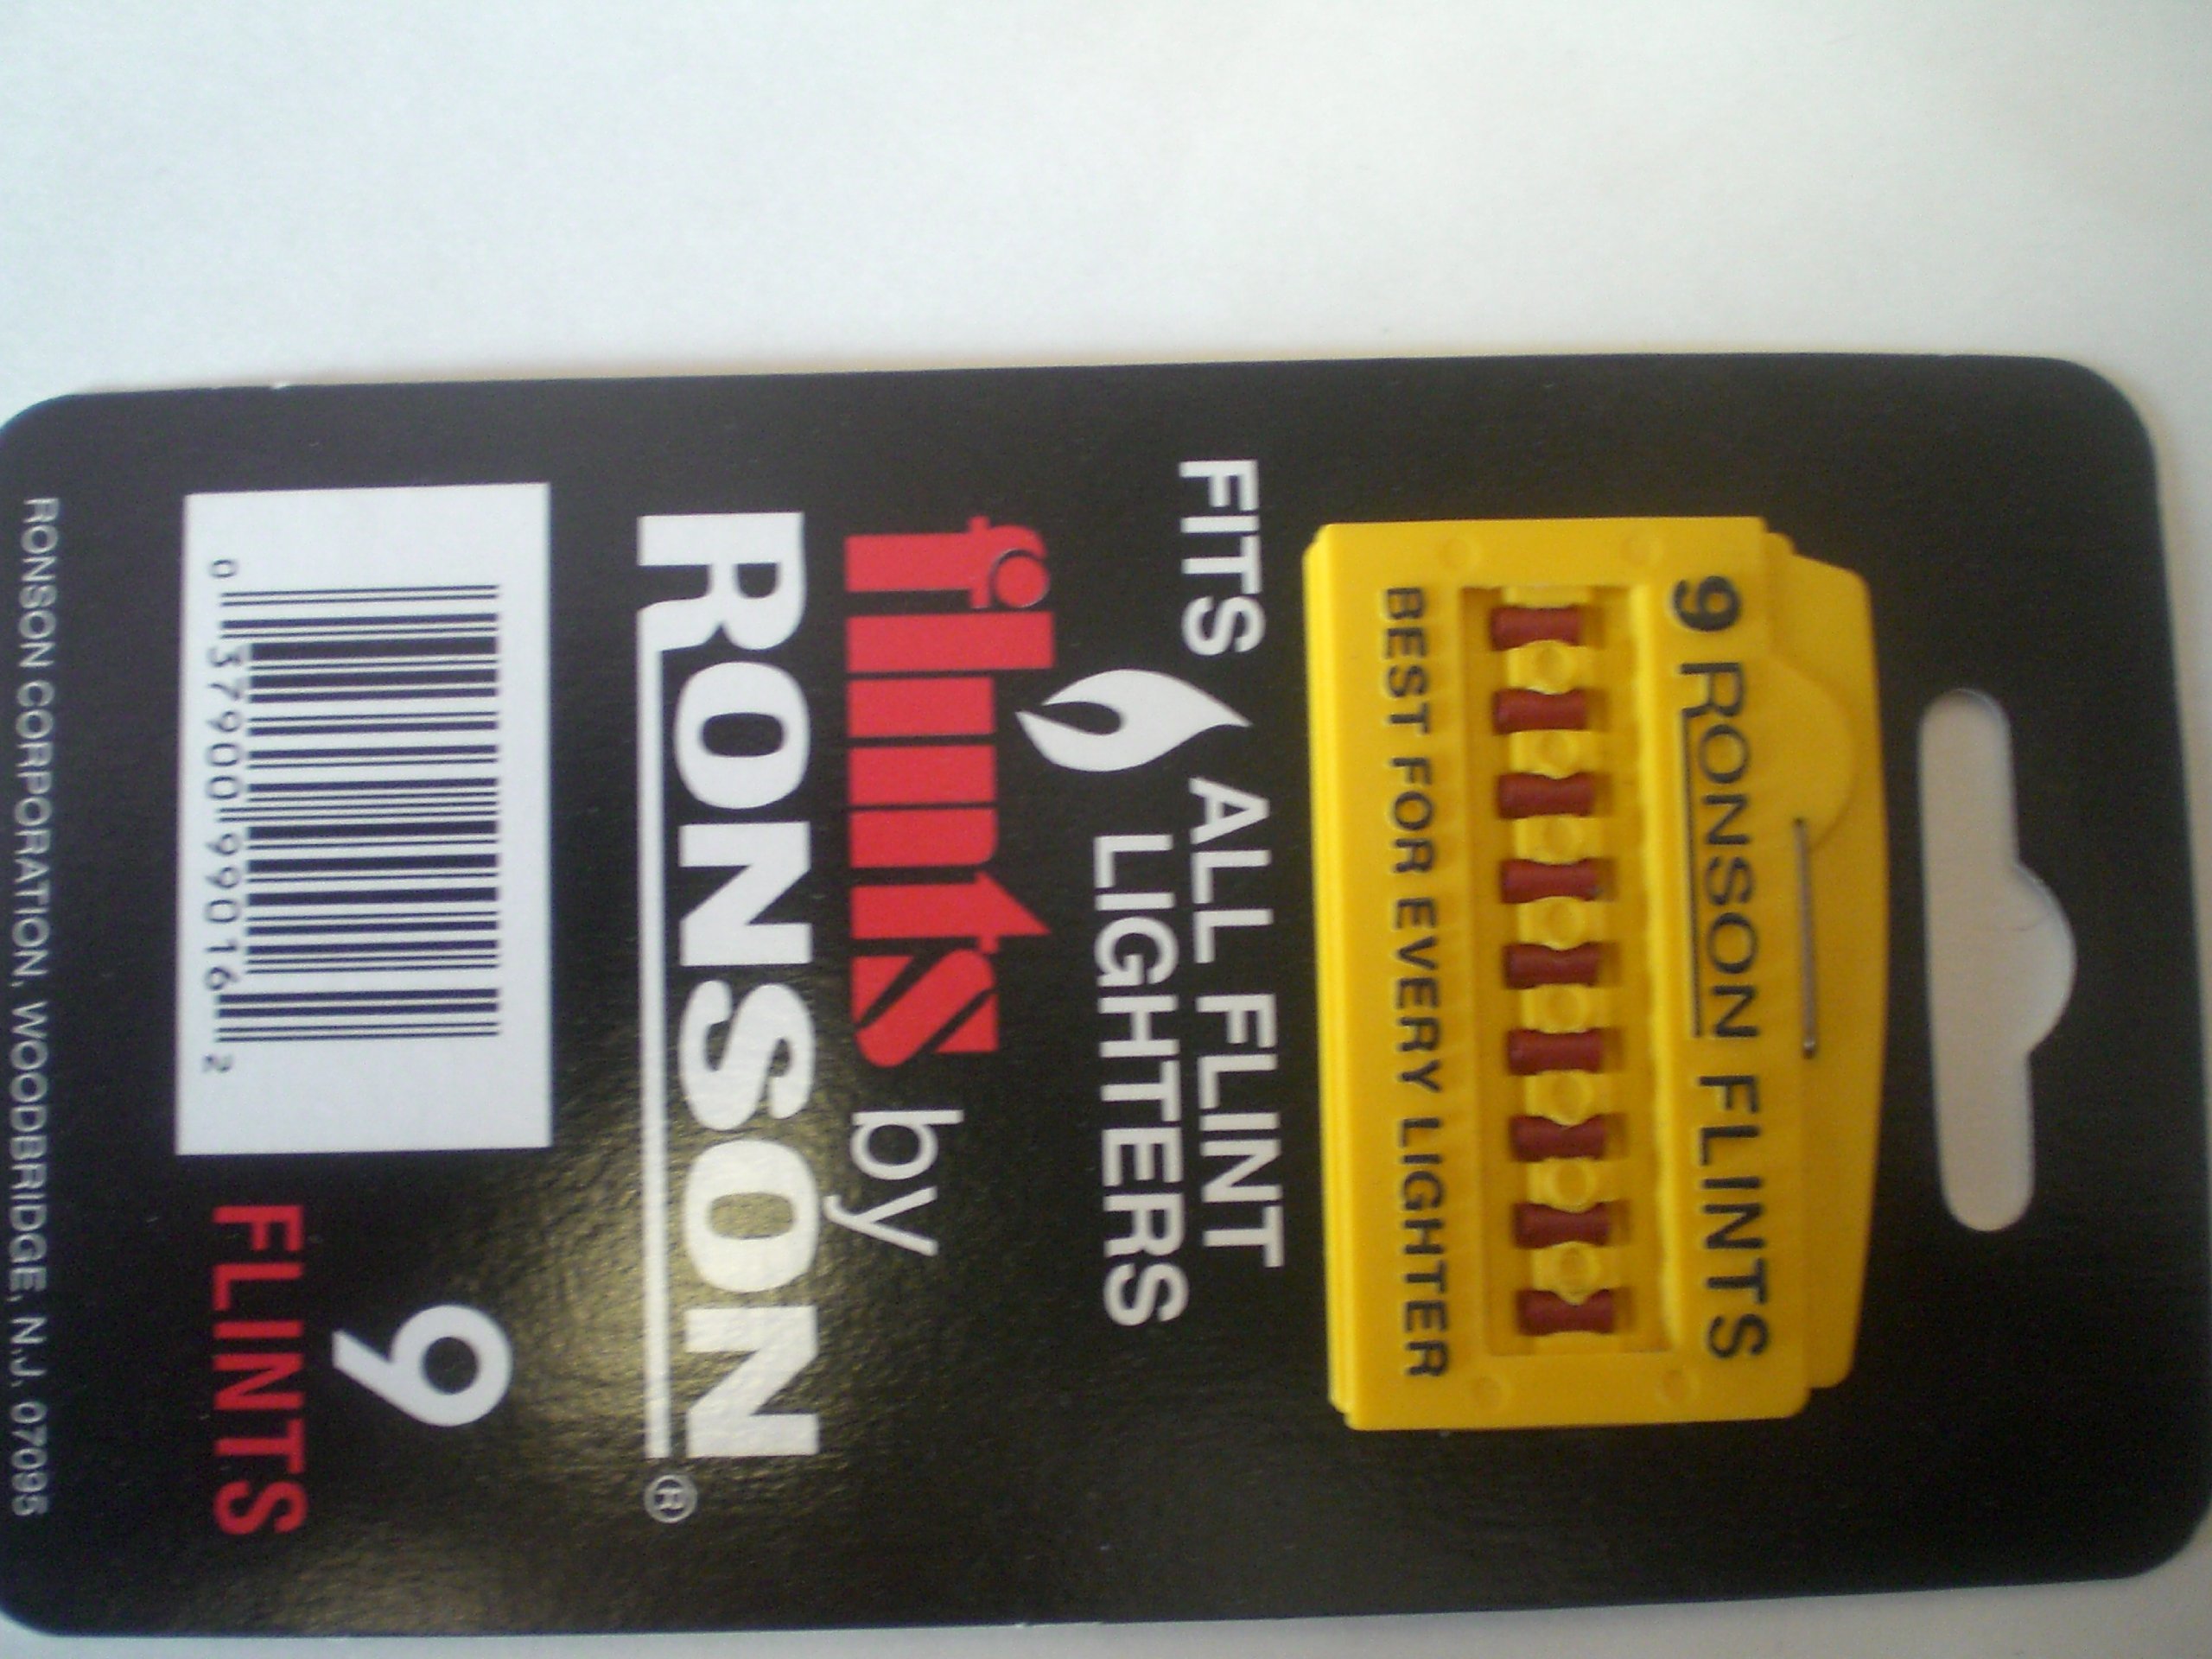 9 RONSON FLINTS
BEST FOR EVERY LIGHTER
FITS ALL FLINT
LIGHTERS
flints by
RONSON®
0 37900 99016 2
9
FLINTS
RONSON CORPORATION, WOODBRIDGE, N.J. 07095